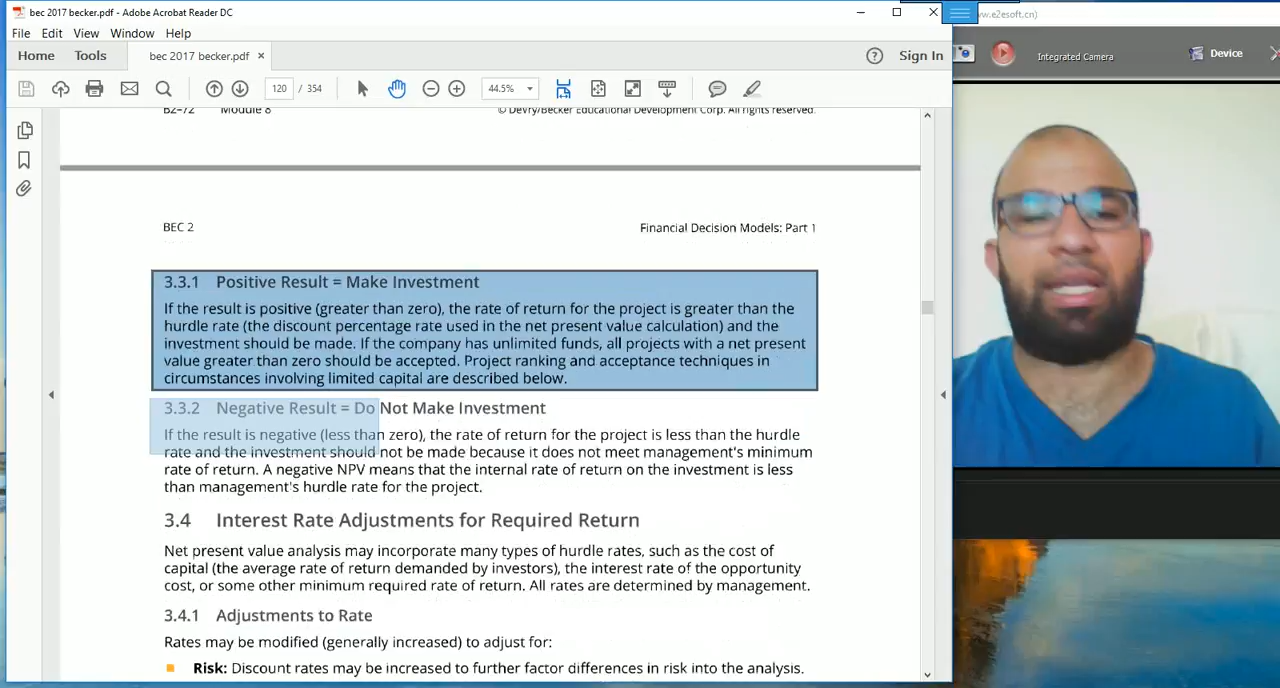 bec 2017 becker.pdf - Adobe Acrobat Reader DC
ww.e2esoft.cn)
File Edit View Window Help
Home Tools bec 2017 becker.pdf × Sign In
Integrated Camera Device
120 / 354 44.5%
B2–72 Module 8 © DeVry/Becker Educational Development Corp. All rights reserved.
BEC 2 Financial Decision Models: Part 1
3.3.1 Positive Result = Make Investment
If the result is positive (greater than zero), the rate of return for the project is greater than the
hurdle rate (the discount percentage rate used in the net present value calculation) and the
investment should be made. If the company has unlimited funds, all projects with a net present
value greater than zero should be accepted. Project ranking and acceptance techniques in
circumstances involving limited capital are described below.
3.3.2 Negative Result = Do Not Make Investment
If the result is negative (less than zero), the rate of return for the project is less than the hurdle
rate and the investment should not be made because it does not meet management's minimum
rate of return. A negative NPV means that the internal rate of return on the investment is less
than management's hurdle rate for the project.
3.4 Interest Rate Adjustments for Required Return
Net present value analysis may incorporate many types of hurdle rates, such as the cost of
capital (the average rate of return demanded by investors), the interest rate of the opportunity
cost, or some other minimum required rate of return. All rates are determined by management.
3.4.1 Adjustments to Rate
Rates may be modified (generally increased) to adjust for:
Risk: Discount rates may be increased to further factor differences in risk into the analysis.